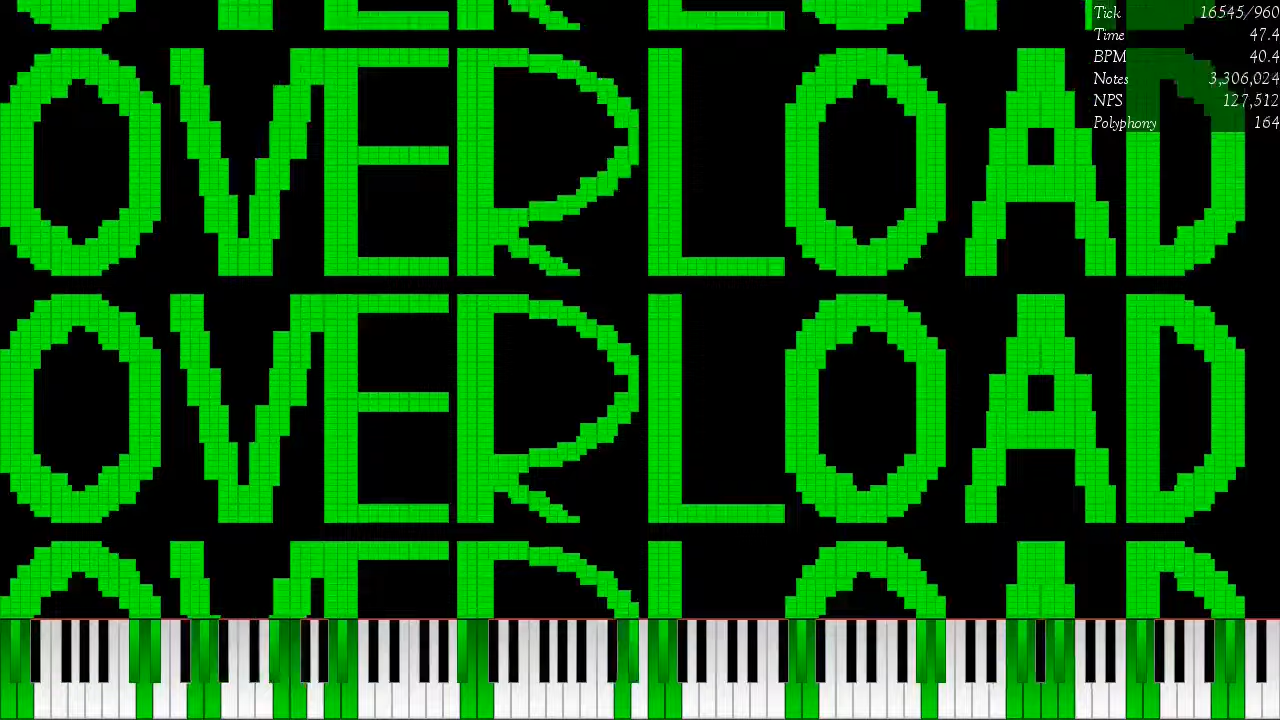 Tick 16545/960
Time 47.4
BPM 40.4
Notes 3,306,024
NPS 127,512
Polyphony 164
OVERLOAD
OVERLOAD